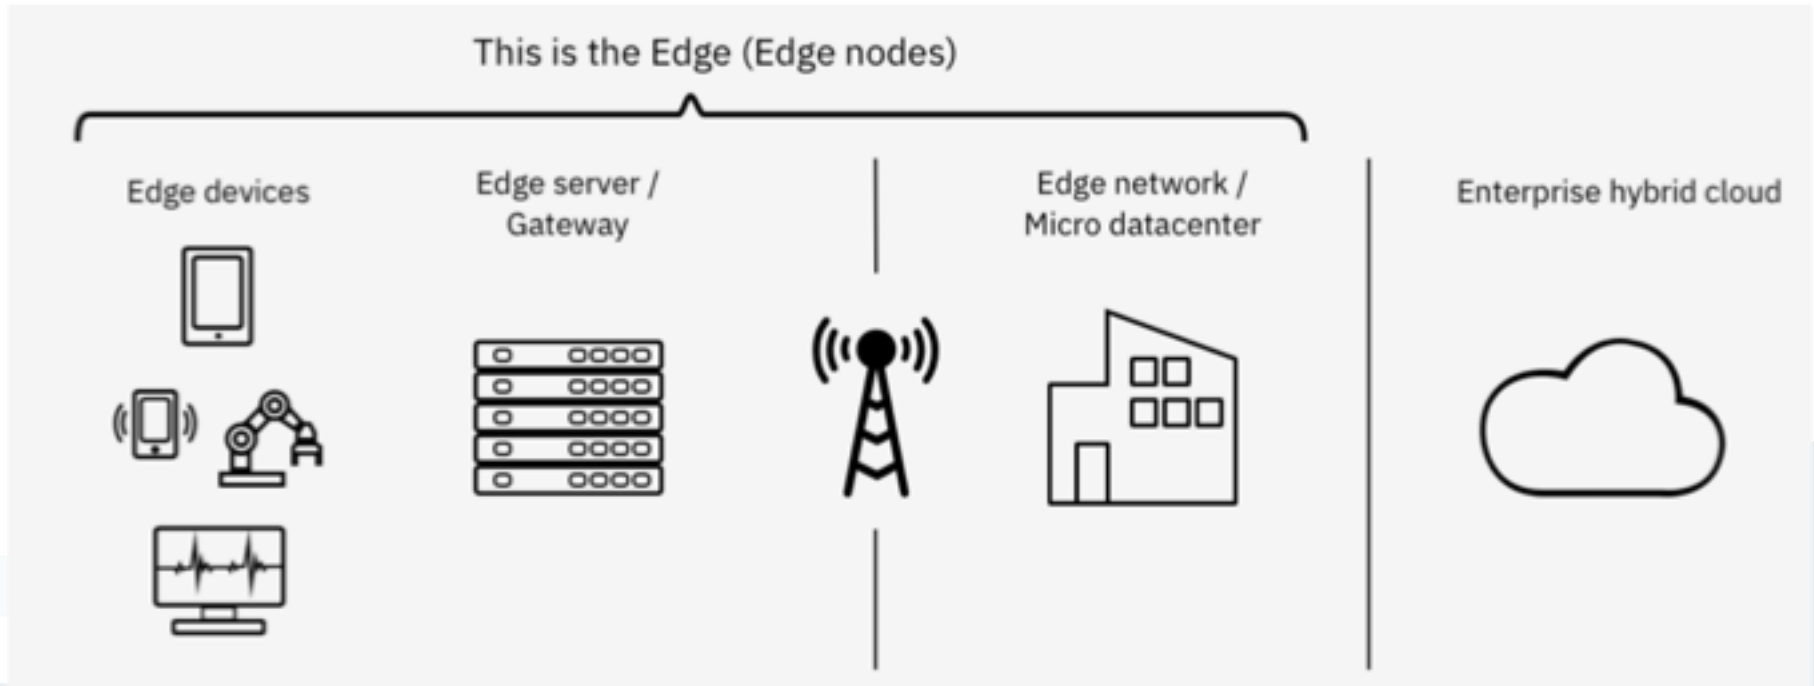 This is the Edge (Edge nodes)
Edge devices
Edge server /
Gateway
Edge network /
Micro datacenter
Enterprise hybrid cloud